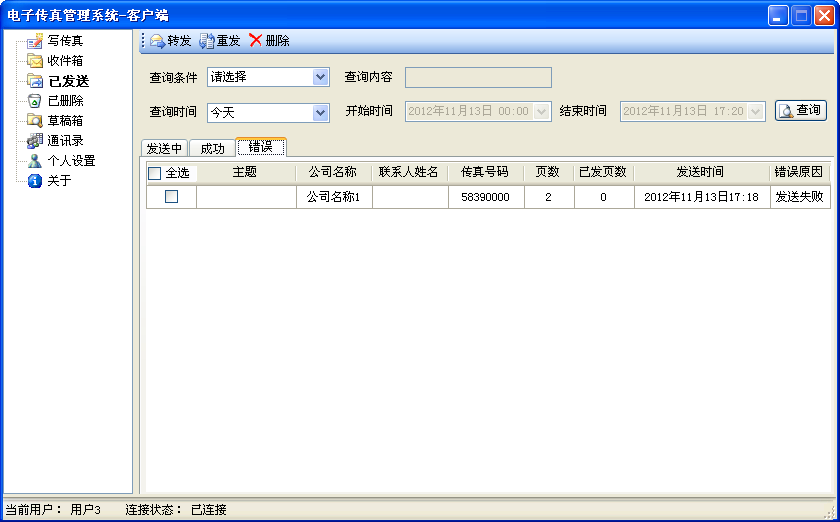 电子传真管理系统-客户端
写传真
收件箱
已发送
已删除
草稿箱
通讯录
个人设置
关于
转发 重发 删除
查询条件 请选择 查询内容
查询时间 今天 开始时间 2012年11月13日 00:00 结束时间 2012年11月13日 17:20 查询
发送中 成功 错误
全选 主题 公司名称 联系人姓名 传真号码 页数 已发页数 发送时间 错误原因
公司名称1 58390000 2 0 2012年11月13日17:18 发送失败
当前用户： 用户3 连接状态： 已连接